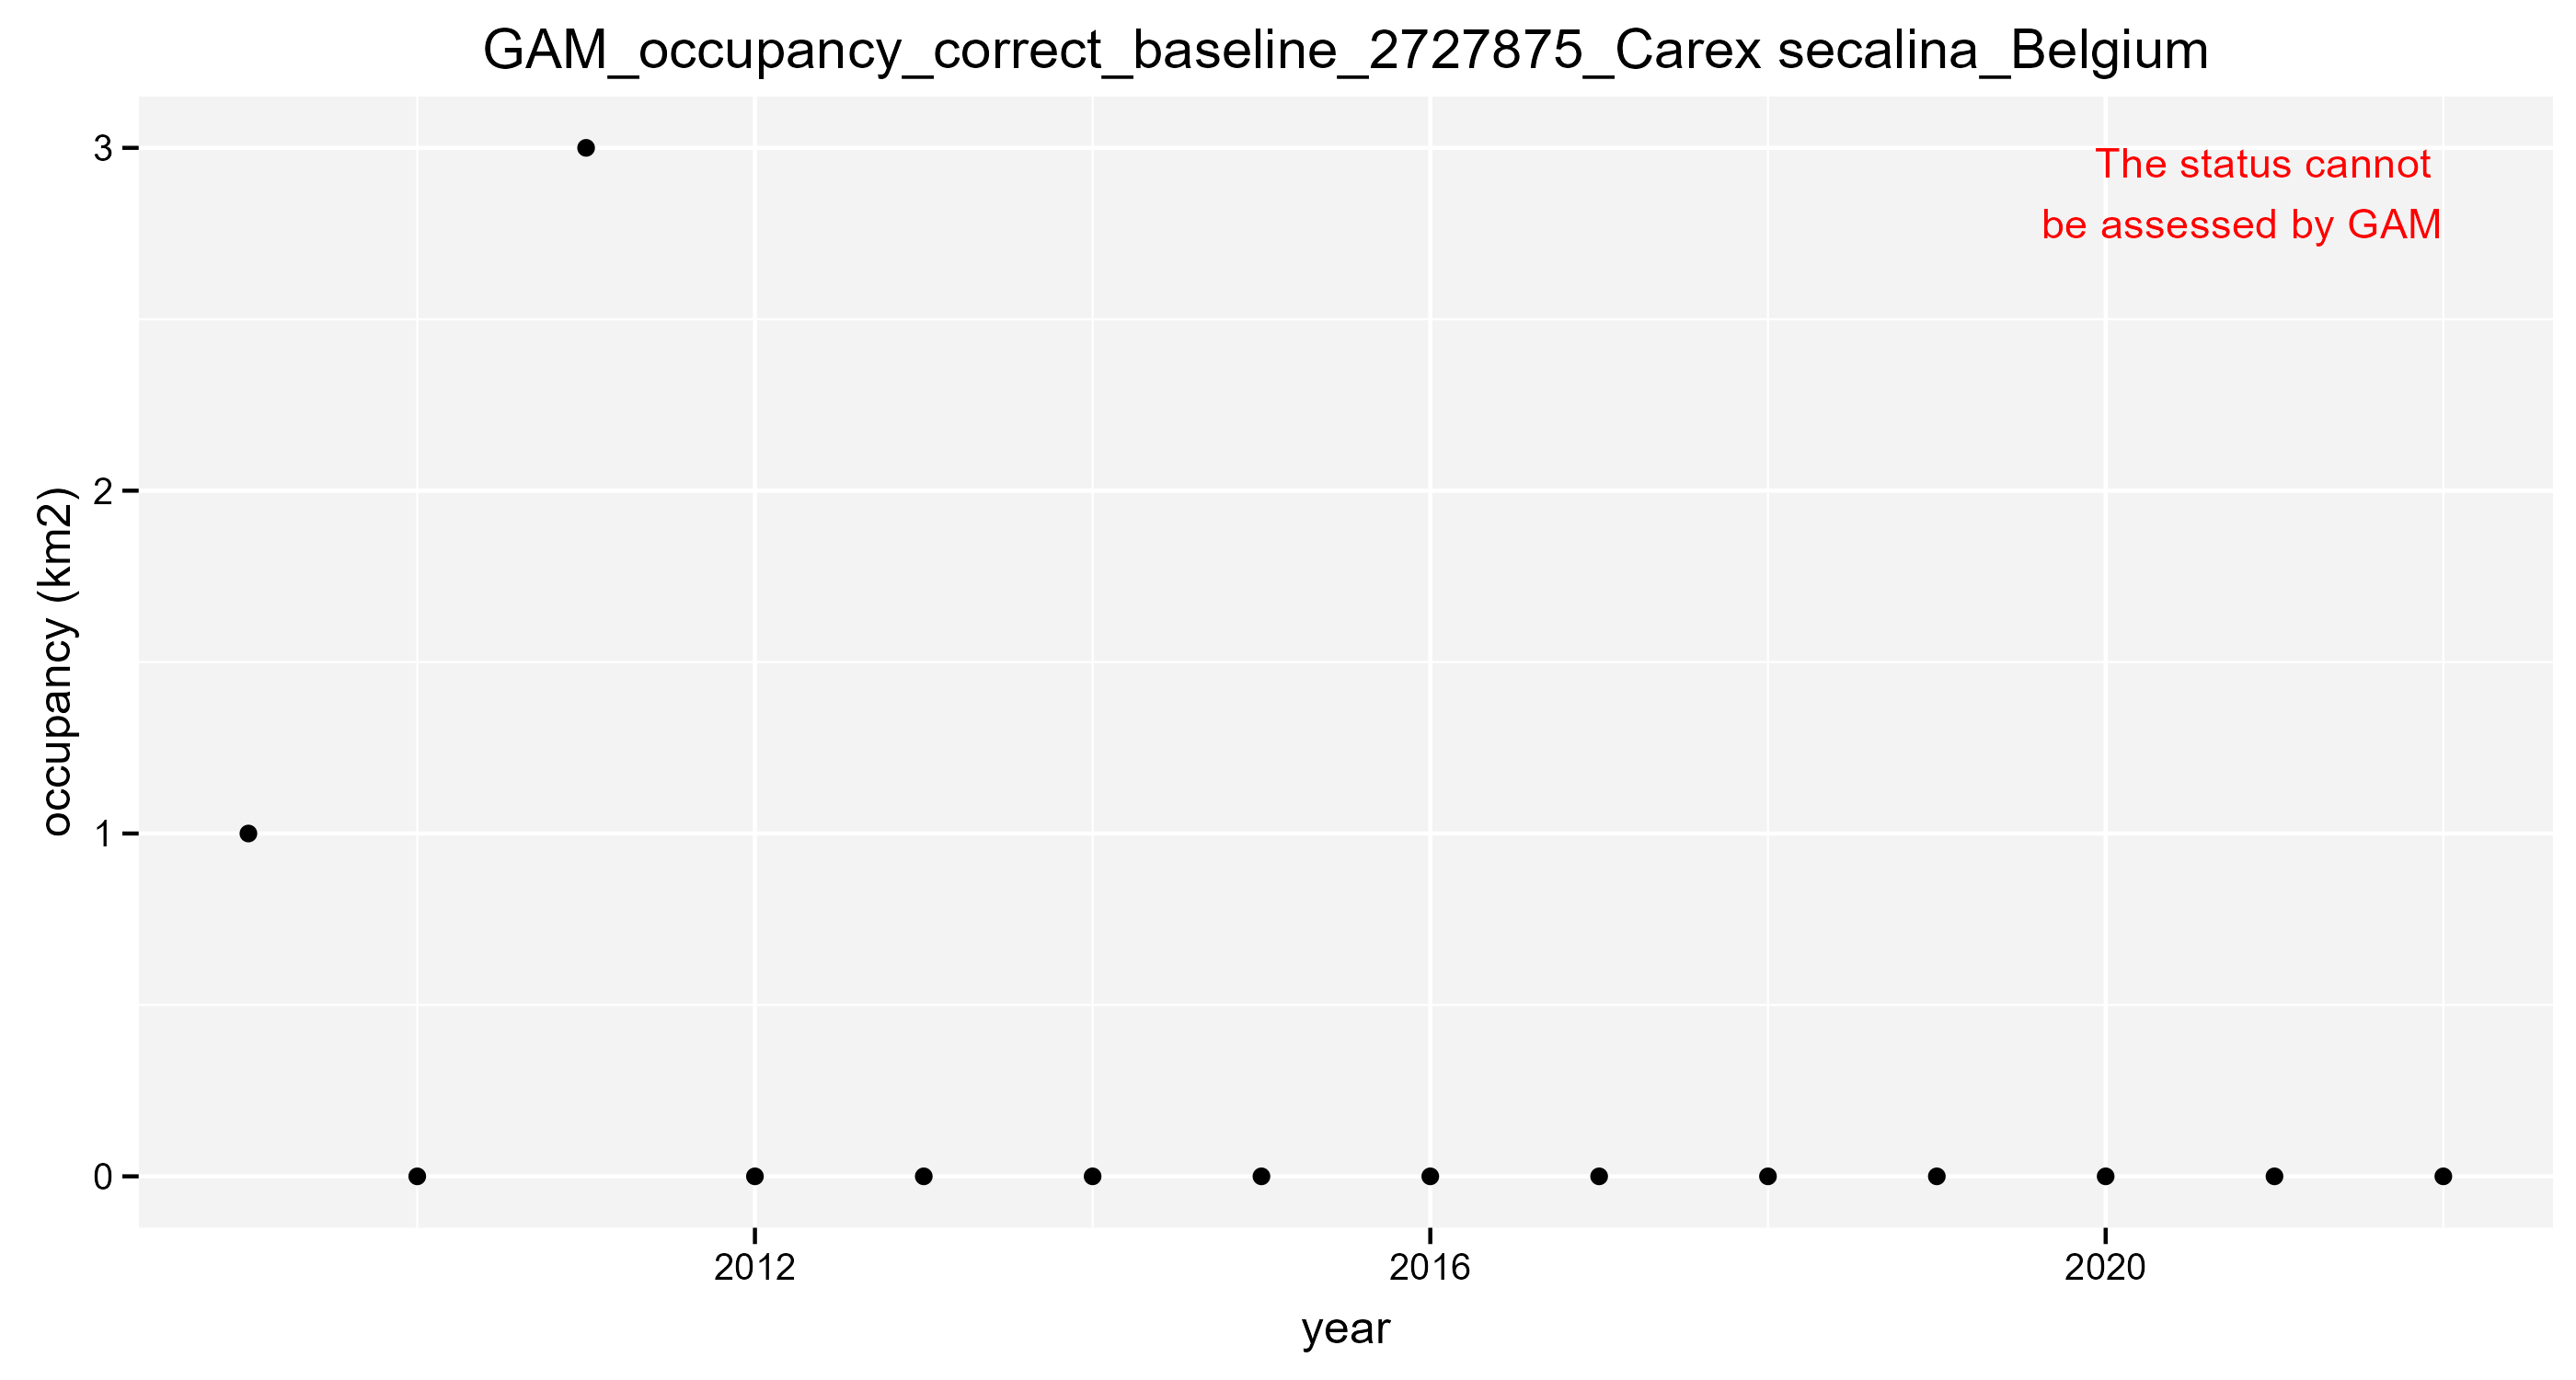 GAM_occupancy_correct_baseline_2727875_Carex secalina_Belgium
3
The status cannot
be assessed by GAM
2
occupancy (km2)
1
0
2012
2016
2020
year